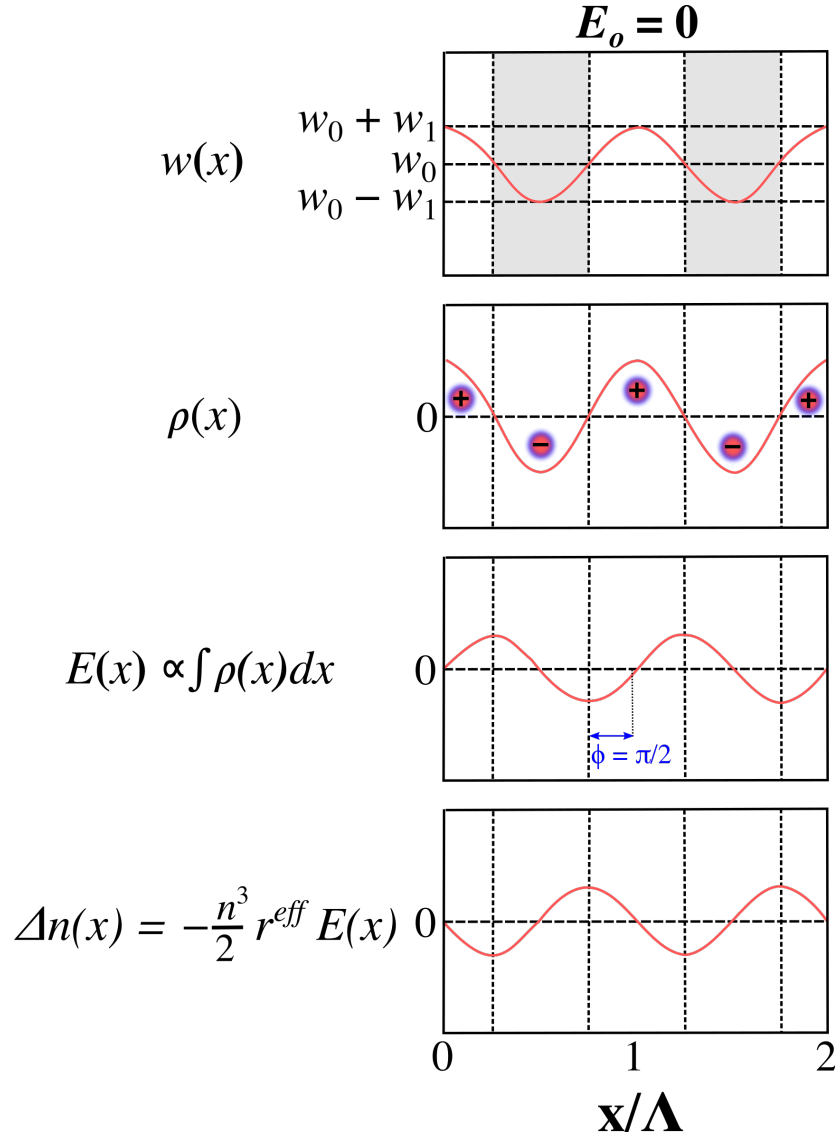 E_o = 0
w_0 + w_1
w(x)
w_0
w_0 − w_1
ρ(x)
0
+
+
+
−
−
E(x) ∝∫ρ(x)dx
0
ϕ = π/2
Δn(x) = −n^3/2 r^eff E(x)
0
0
1
2
x/Λ